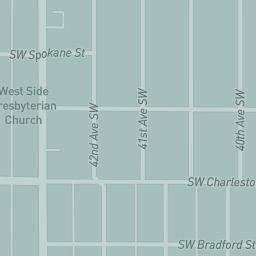 SW Spokane St
West Side
resbyterian
Church
42nd Ave SW
41st Ave SW
40th Ave SW
SW Charlesto
SW Bradford St